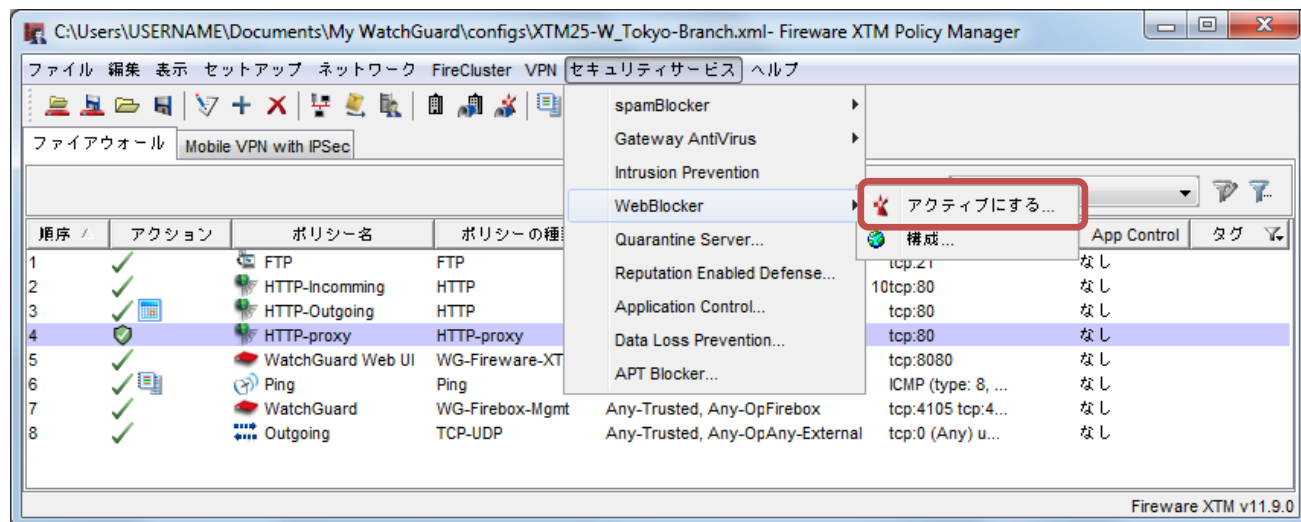 C:\Users\USERNAME\Documents\My WatchGuard\configs\XTM25-W_Tokyo-Branch.xml- Fireware XTM Policy Manager
ファイル 編集 表示 セットアップ ネットワーク FireCluster VPN セキュリティサービス ヘルプ
ファイアウォール Mobile VPN with IPSec
spamBlocker
Gateway AntiVirus
Intrusion Prevention
WebBlocker
Quarantine Server...
Reputation Enabled Defense...
Application Control...
Data Loss Prevention...
APT Blocker...
アクティブにする...
構成...
順序 アクション ポリシー名 ポリシーの種 App Control タグ
1 FTP FTP tcp:21 なし
2 HTTP-Incomming HTTP 10tcp:80 なし
3 HTTP-Outgoing HTTP tcp:80 なし
4 HTTP-proxy HTTP-proxy tcp:80 なし
5 WatchGuard Web UI WG-Fireware-XT tcp:8080 なし
6 Ping Ping ICMP (type: 8, ... なし
7 WatchGuard WG-Firebox-Mgmt Any-Trusted, Any-OpFirebox tcp:4105 tcp:4... なし
8 Outgoing TCP-UDP Any-Trusted, Any-OpAny-External tcp:0 (Any) u... なし
Fireware XTM v11.9.0